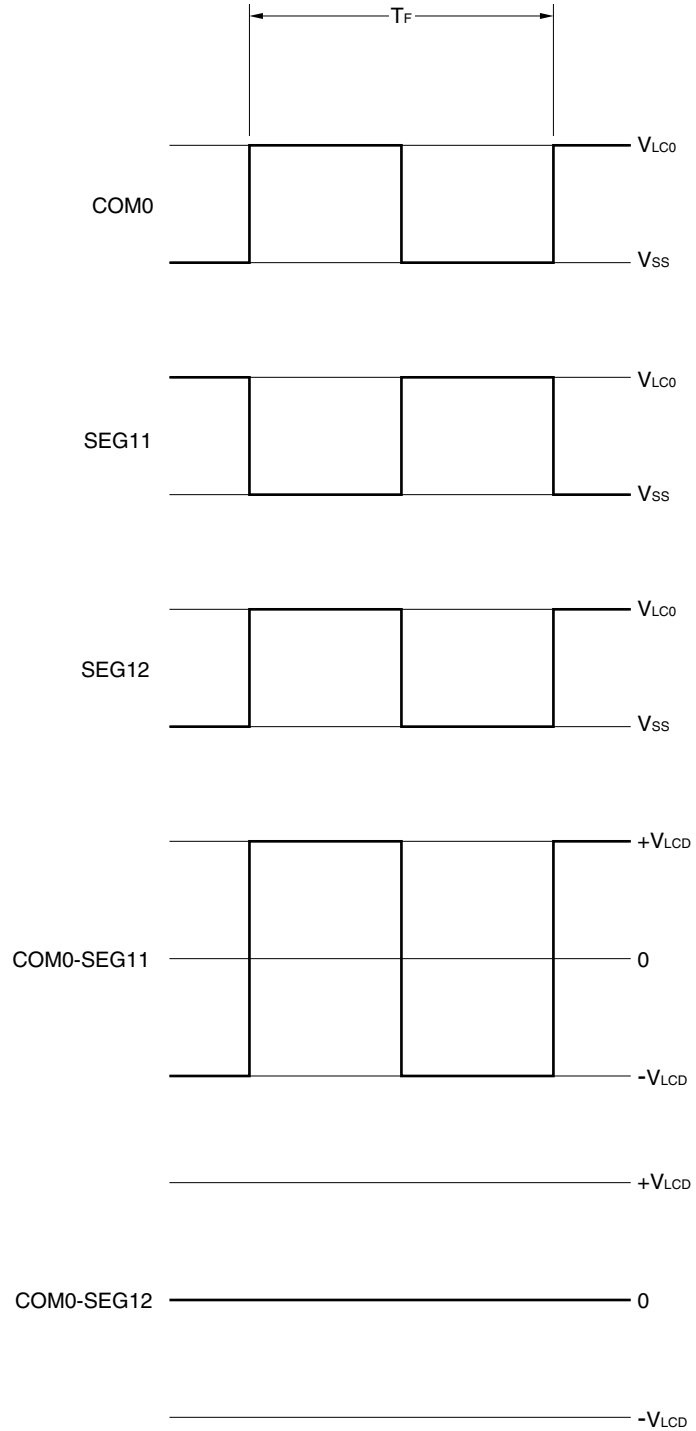 TF
VLC0
COM0
VSS
VLC0
SEG11
VSS
VLC0
SEG12
VSS
+VLCD
COM0-SEG11
0
-VLCD
+VLCD
COM0-SEG12
0
-VLCD